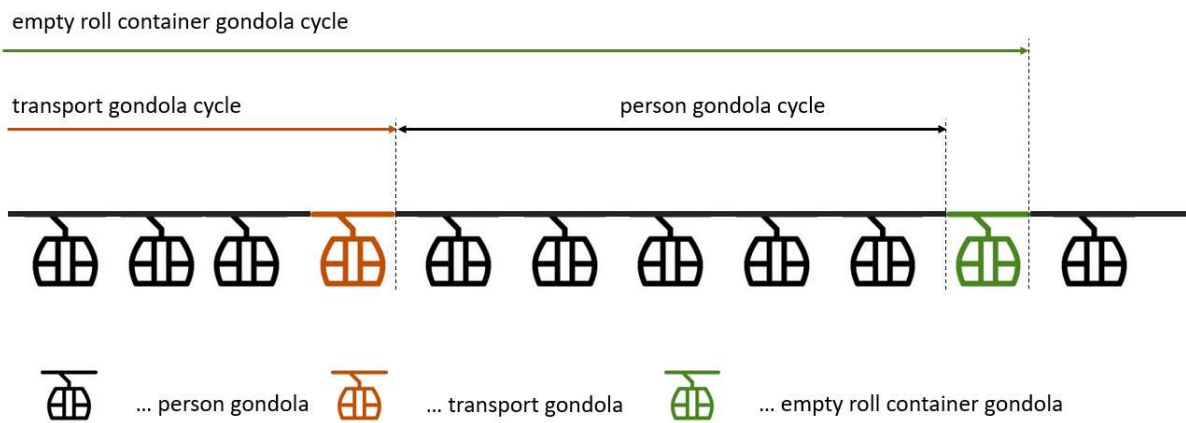 empty roll container gondola cycle
transport gondola cycle
person gondola cycle
... person gondola
... transport gondola
... empty roll container gondola